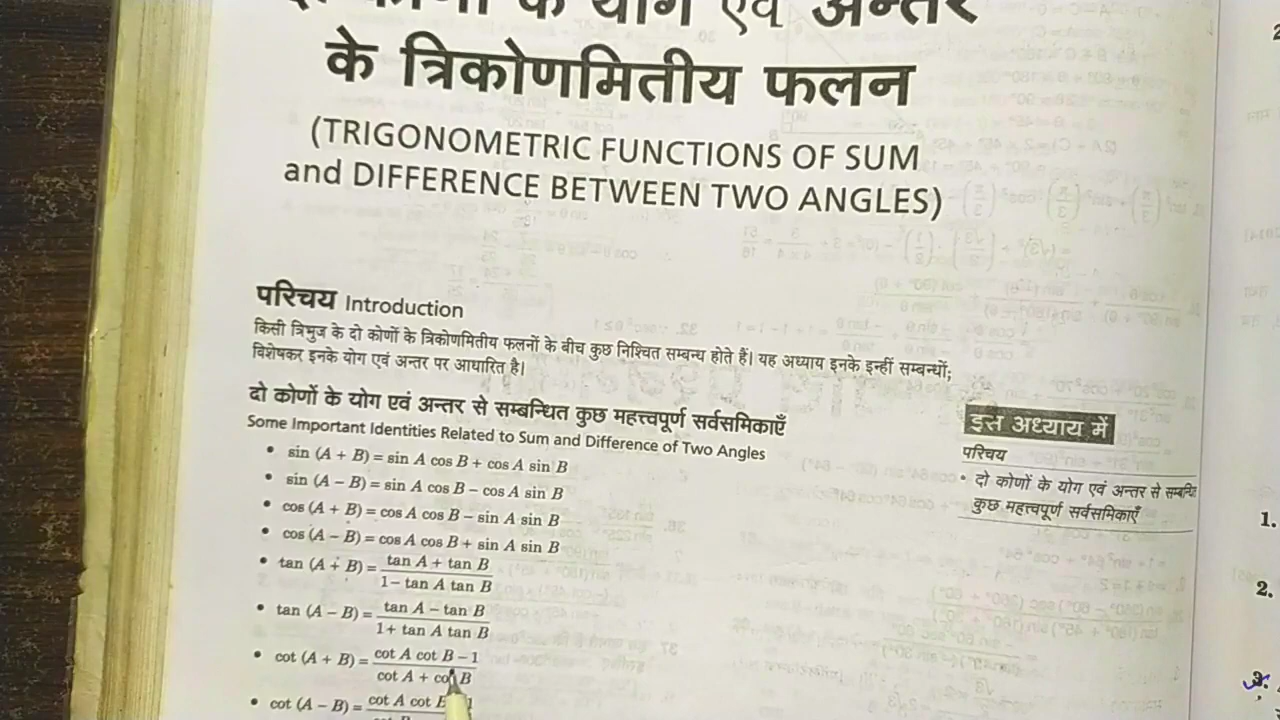 दो कोणों के योग एवं अन्तर
के त्रिकोणमितीय फलन
(TRIGONOMETRIC FUNCTIONS OF SUM
and DIFFERENCE BETWEEN TWO ANGLES)
परिचय Introduction
किसी त्रिभुज के दो कोणों के त्रिकोणमितीय फलनों के बीच कुछ निश्चित सम्बन्ध होते हैं। यह अध्याय इनके इन्हीं सम्बन्धों;
विशेषकर इनके योग एवं अन्तर पर आधारित है।
दो कोणों के योग एवं अन्तर से सम्बन्धित कुछ महत्त्वपूर्ण सर्वसमिकाएँ
Some Important Identities Related to Sum and Difference of Two Angles
• sin (A + B) = sin A cos B + cos A sin B
• sin (A – B) = sin A cos B – cos A sin B
• cos (A + B) = cos A cos B – sin A sin B
• cos (A – B) = cos A cos B + sin A sin B
• tan (A + B) = tan A + tan B
1 – tan A tan B
• tan (A – B) = tan A – tan B
1 + tan A tan B
• cot (A + B) = cot A cot B – 1
cot A + cot B
• cot (A – B) = cot A cot
इस अध्याय में
परिचय
• दो कोणों के योग एवं अन्तर से सम्बन्धित
कुछ महत्त्वपूर्ण सर्वसमिकाएँ
1.
2.
3.